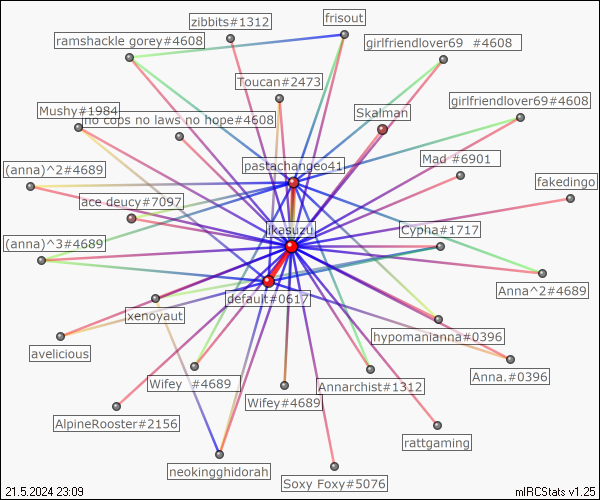 zibbits#1312
frisout
ramshackle gorey#4608
girlfriendlover69 #4608
Toucan#2473
Mushy#1984
no cops no laws no hope#4608
Skalman
girlfriendlover69#4608
(anna)^2#4689
pastachangeo41
Mad #6901
fakedingo
ace deucy#7097
ikasuzu
Cypha#1717
(anna)^3#4689
default#0617
Anna^2#4689
xenoyaut
hypomanianna#0396
avelicious
Wifey #4689
Annarchist#1312
Anna.#0396
Wifey#4689
AlpineRooster#2156
rattgaming
neokingghidorah
Soxy Foxy#5076
21.5.2024 23:09
mIRCStats v1.25